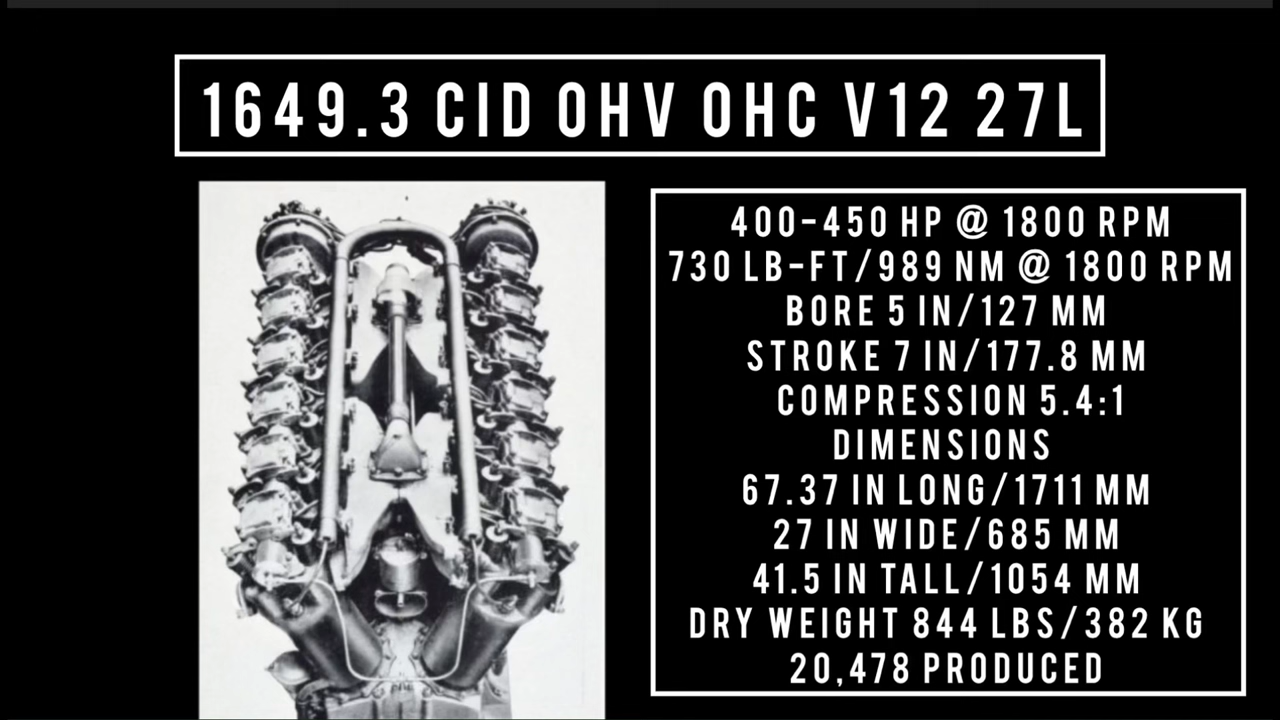 1649.3 CID OHV OHC V12 27L
400-450 HP @ 1800 RPM
730 LB-FT/989 NM @ 1800 RPM
BORE 5 IN/127 MM
STROKE 7 IN/177.8 MM
COMPRESSION 5.4:1
DIMENSIONS
67.37 IN LONG/1711 MM
27 IN WIDE/685 MM
41.5 IN TALL/1054 MM
DRY WEIGHT 844 LBS/382 KG
20,478 PRODUCED